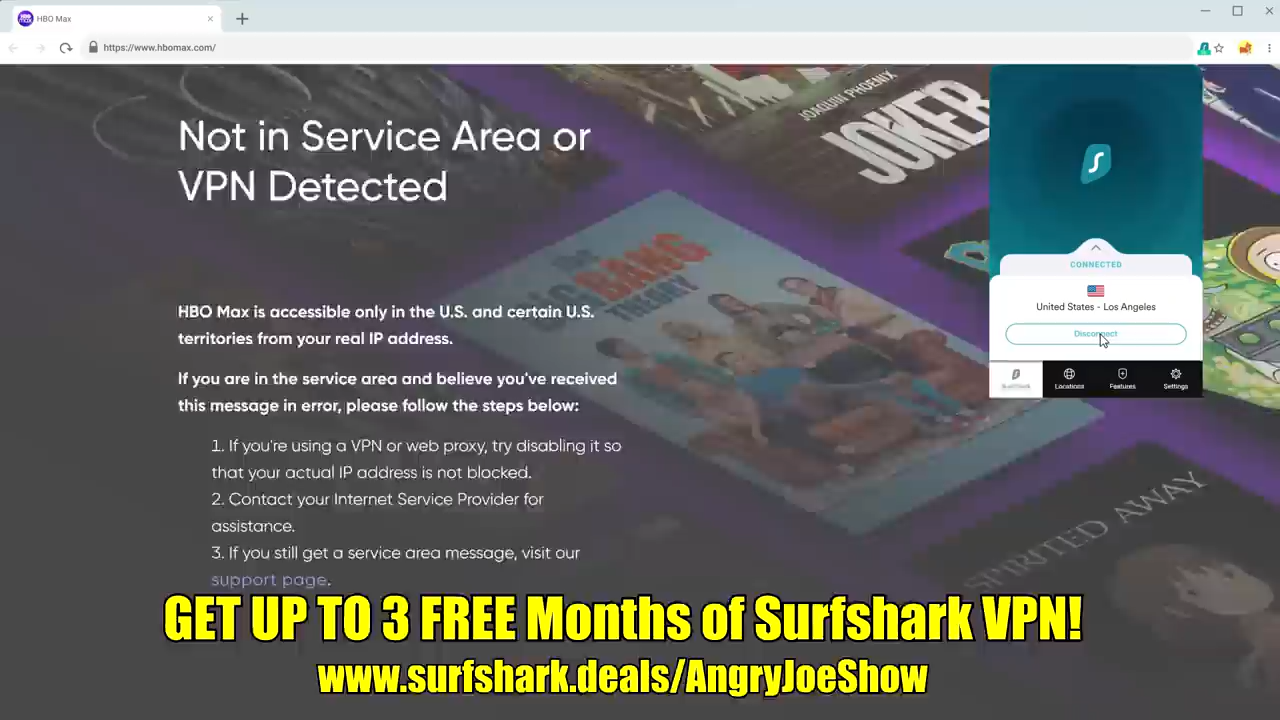 HBO Max
https://www.hbomax.com/
Not in Service Area or
VPN Detected
HBO Max is accessible only in the U.S. and certain U.S.
territories from your real IP address.
If you are in the service area and believe you've received
this message in error, please follow the steps below:
1. If you're using a VPN or web proxy, try disabling it so
that your actual IP address is not blocked.
2. Contact your Internet Service Provider for
assistance.
3. If you still get a service area message, visit our
support page.
JOAQUIN PHOENIX
JOKER
the
BIG BANG
THEORY
SPIRITED AWAY
CONNECTED
United States - Los Angeles
Disconnect
Locations
Features
Settings
GET UP TO 3 FREE Months of Surfshark VPN!
www.surfshark.deals/AngryJoeShow